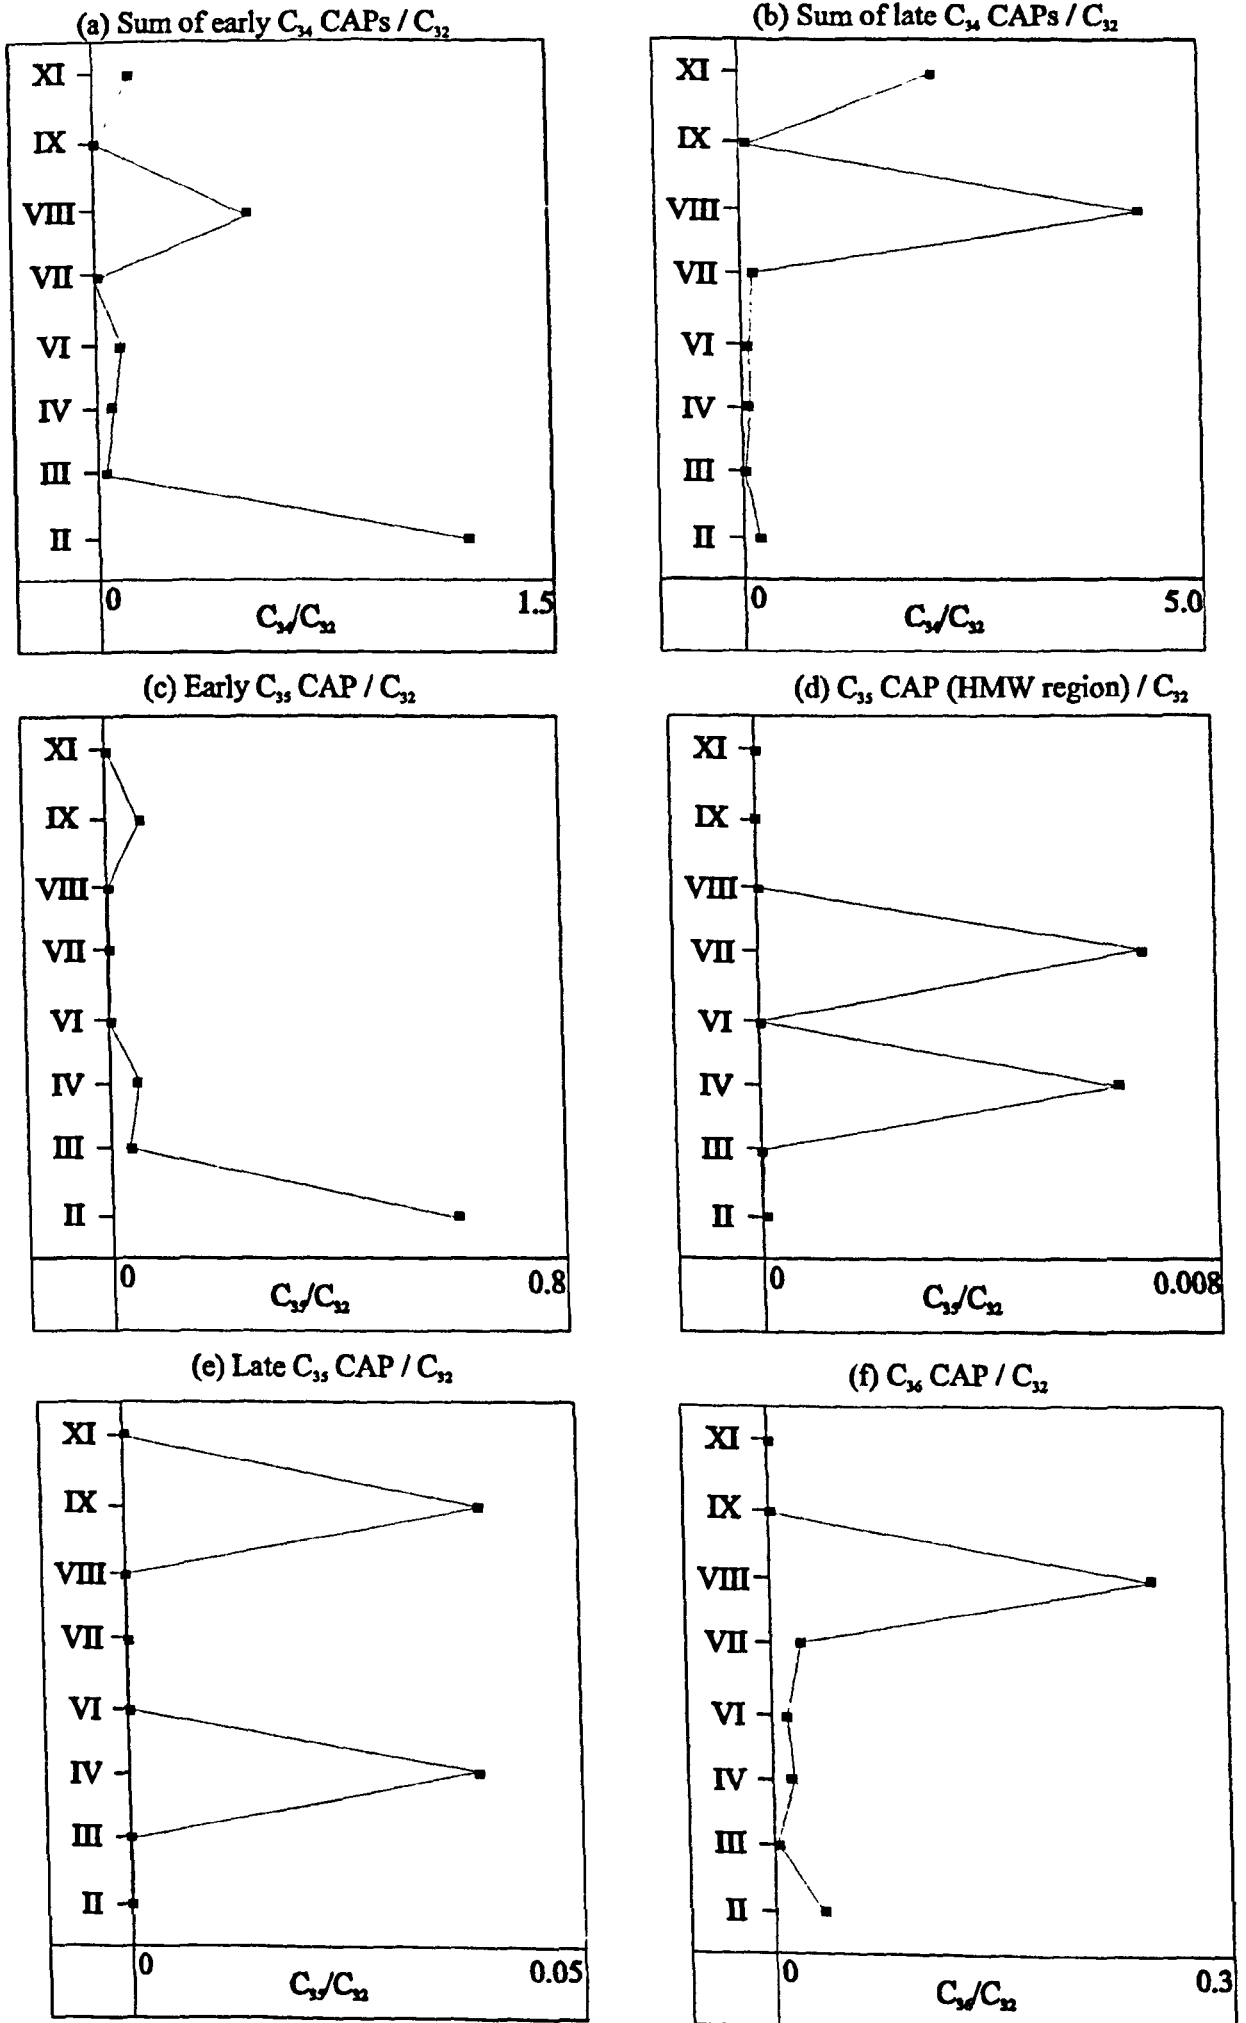 (a) Sum of early C₃₄ CAPs / C₃₂
XI
IX
VIII
VII
VI
IV
III
II
0 1.5
C₃₄/C₃₂
(b) Sum of late C₃₄ CAPs / C₃₂
XI
IX
VIII
VII
VI
IV
III
II
0 5.0
C₃₄/C₃₂
(c) Early C₃₅ CAP / C₃₂
XI
IX
VIII
VII
VI
IV
III
II
0 0.8
C₃₅/C₃₂
(d) C₃₅ CAP (HMW region) / C₃₂
XI
IX
VIII
VII
VI
IV
III
II
0 0.008
C₃₅/C₃₂
(e) Late C₃₅ CAP / C₃₂
XI
IX
VIII
VII
VI
IV
III
II
0 0.05
C₃₅/C₃₂
(f) C₃₆ CAP / C₃₂
XI
IX
VIII
VII
VI
IV
III
II
0 0.3
C₃₆/C₃₂